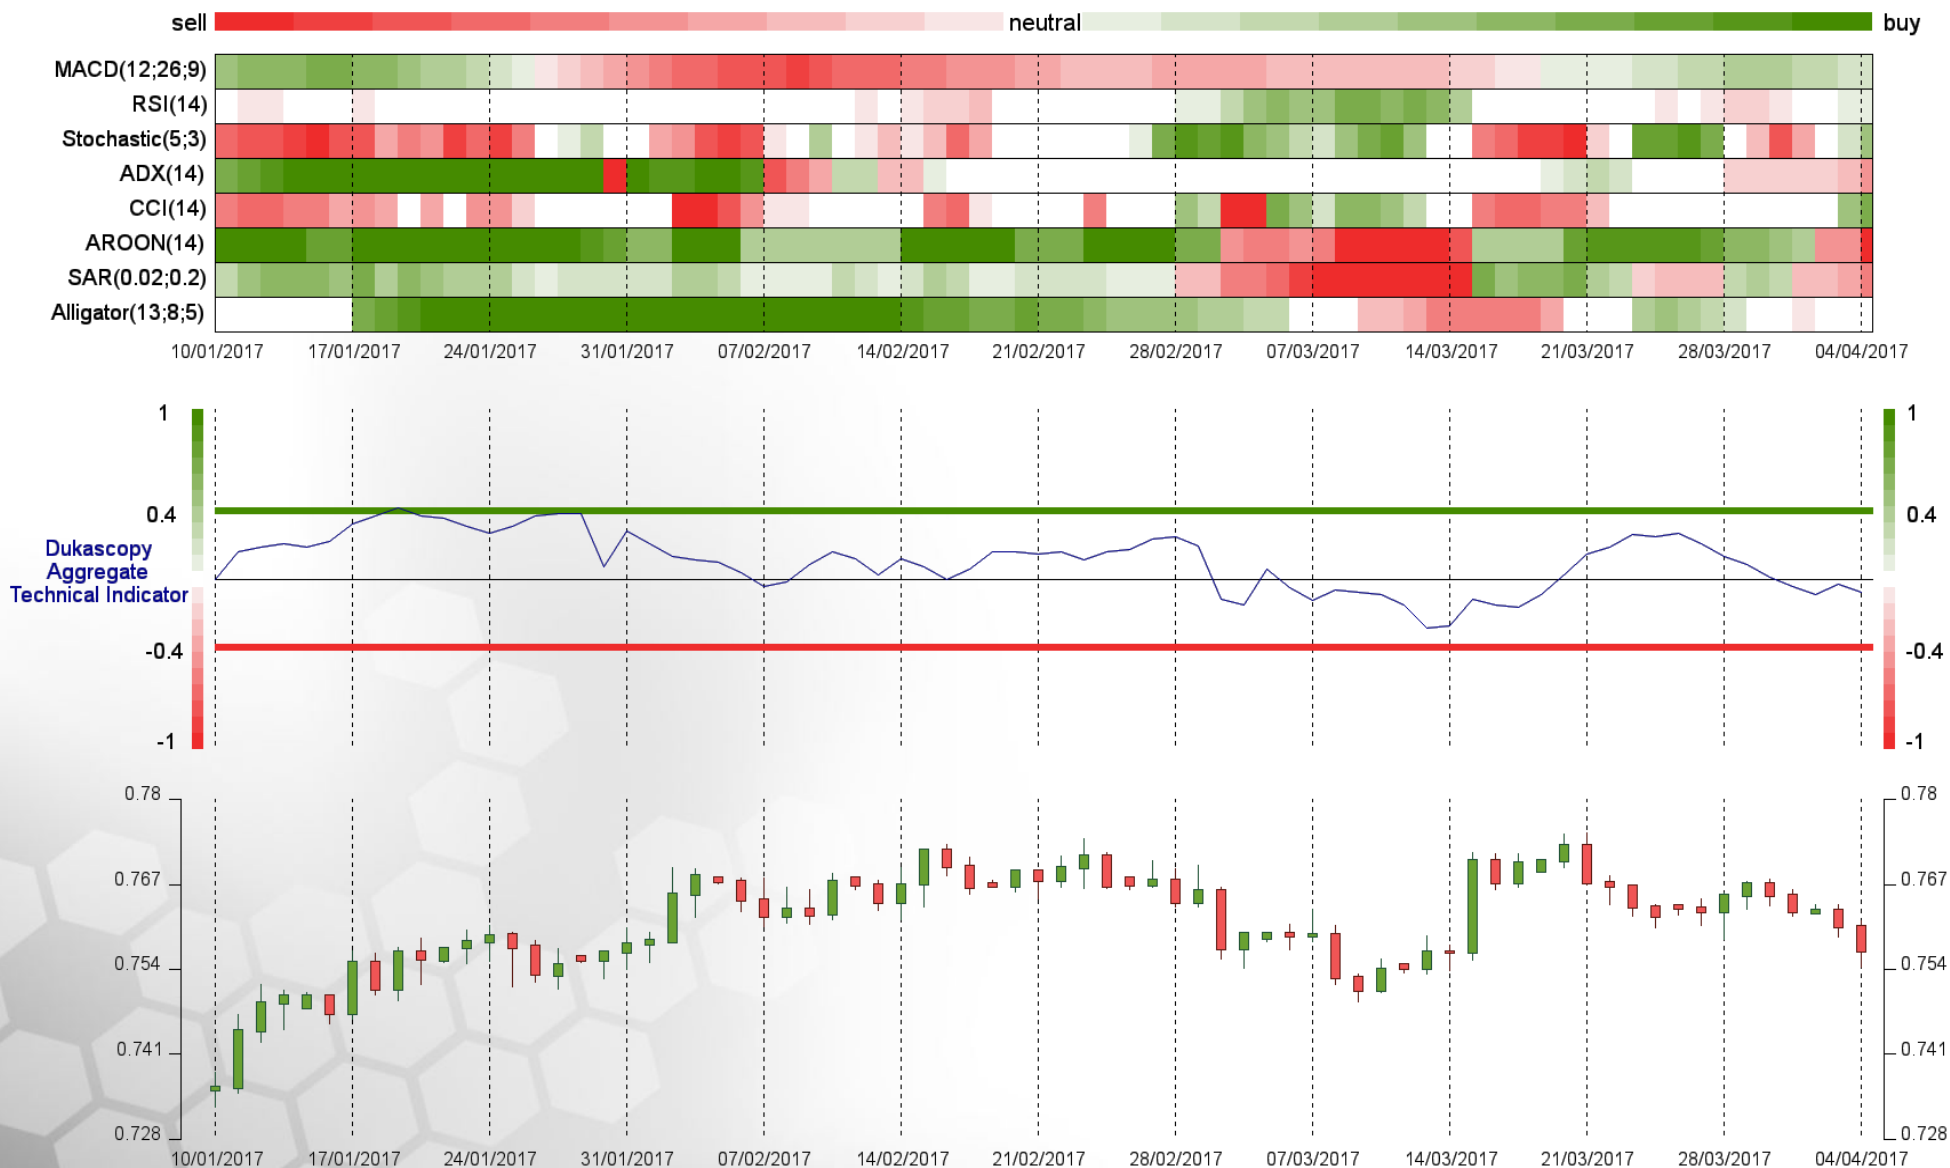 sell neutral buy
MACD(12;26;9)
RSI(14)
Stochastic(5;3)
ADX(14)
CCI(14)
AROON(14)
SAR(0.02;0.2)
Alligator(13;8;5)
10/01/2017 17/01/2017 24/01/2017 31/01/2017 07/02/2017 14/02/2017 21/02/2017 28/02/2017 07/03/2017 14/03/2017 21/03/2017 28/03/2017 04/04/2017
1 1
0.4 0.4
Dukascopy
Aggregate
Technical Indicator
-0.4 -0.4
-1 -1
0.78 0.78
0.767 0.767
0.754 0.754
0.741 0.741
0.728 0.728
10/01/2017 17/01/2017 24/01/2017 31/01/2017 07/02/2017 14/02/2017 21/02/2017 28/02/2017 07/03/2017 14/03/2017 21/03/2017 28/03/2017 04/04/2017